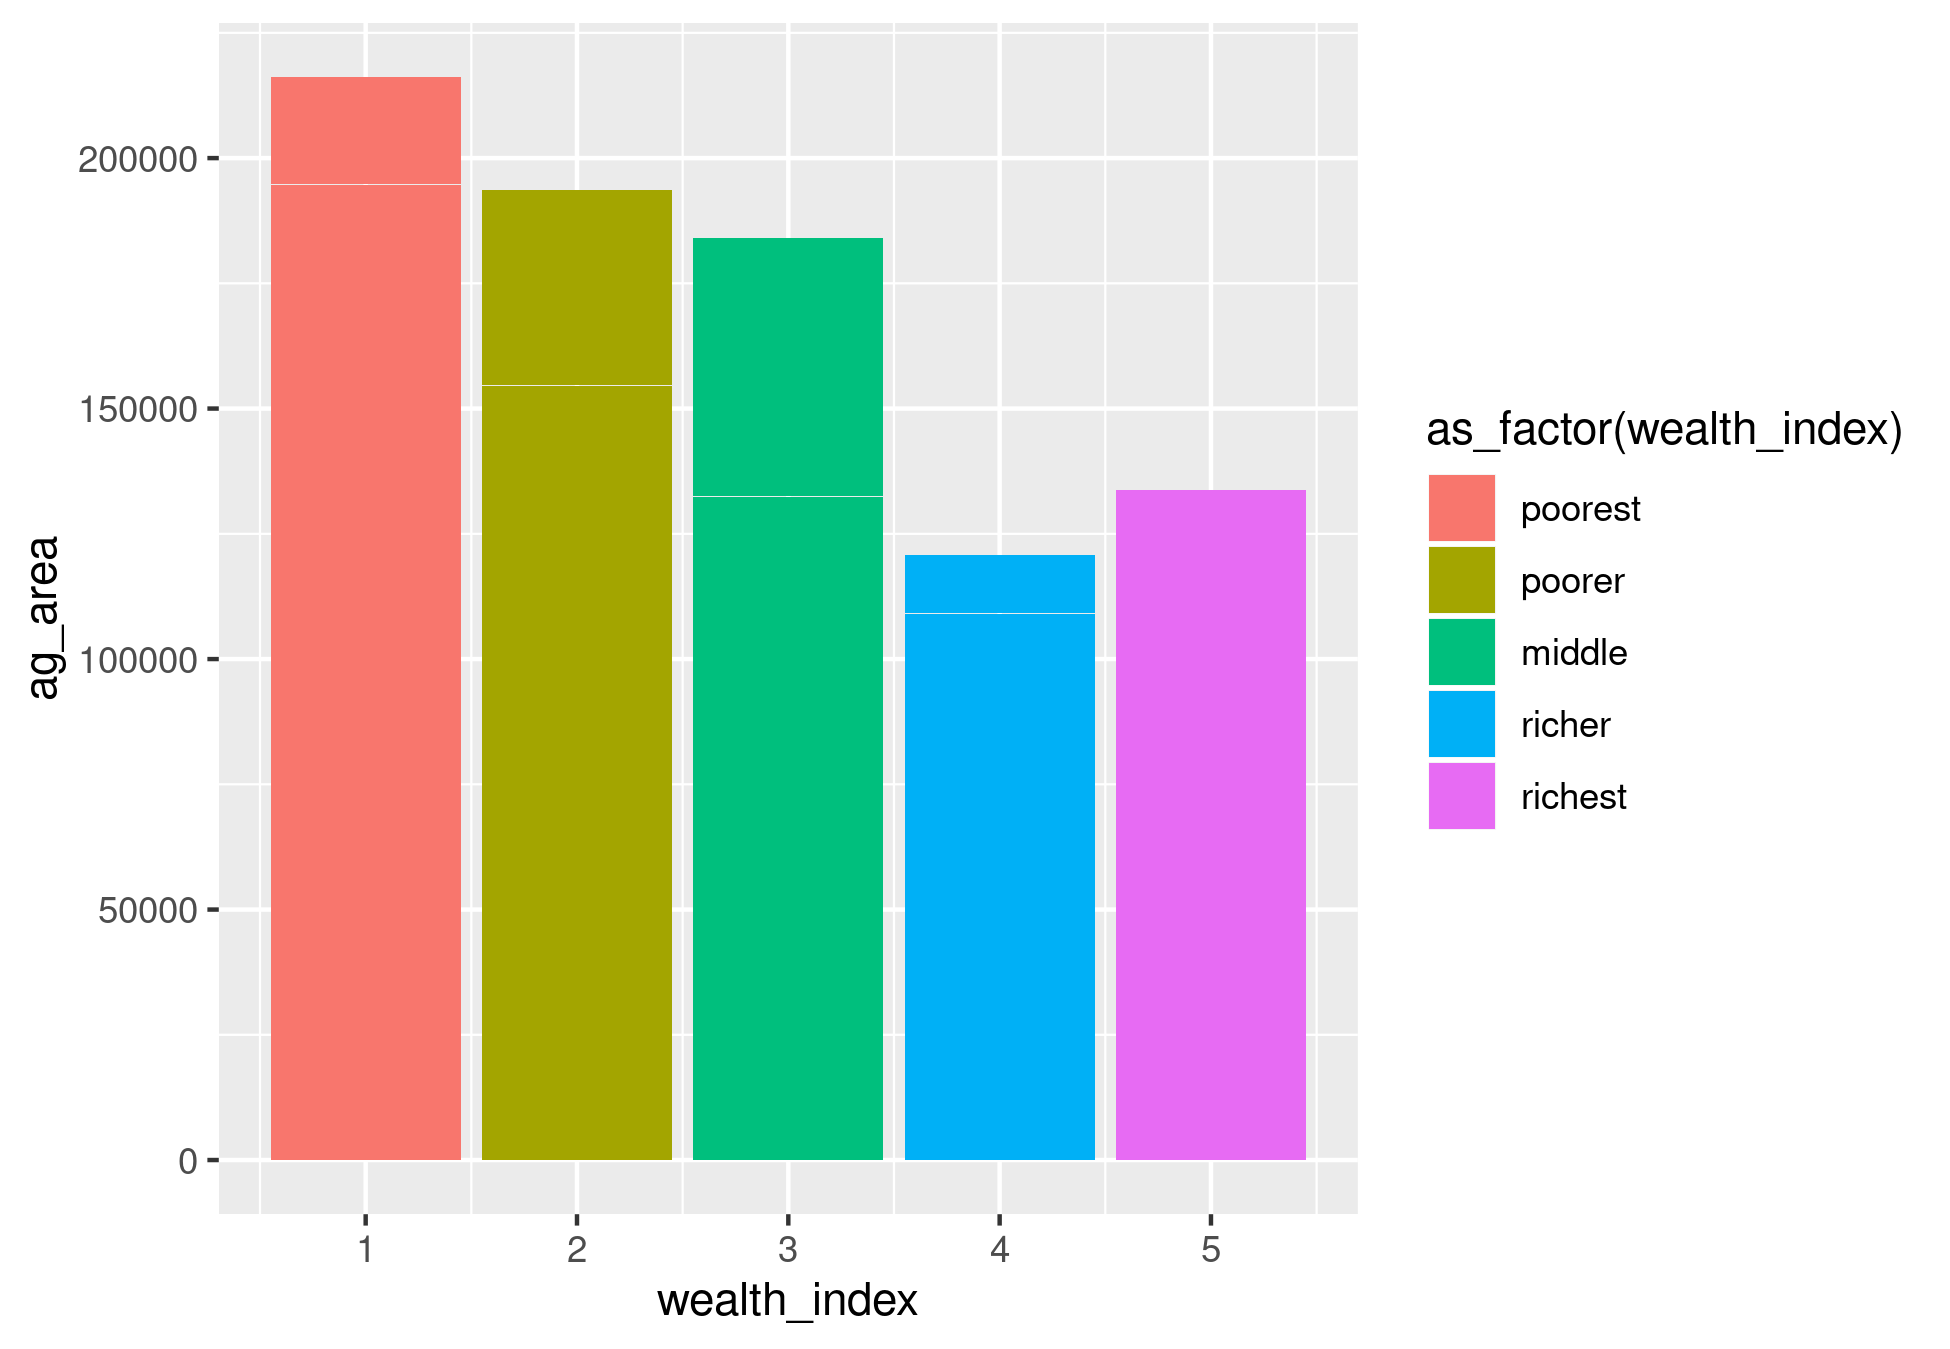 200000
150000
100000
50000
0
ag_area
1 2 3 4 5
wealth_index
as_factor(wealth_index)
poorest
poorer
middle
richer
richest